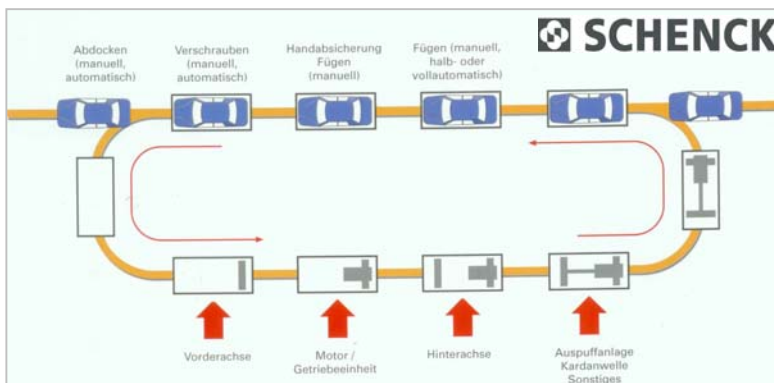 SCHENCK
Abdocken
(manuell,
automatisch)
Verschrauben
(manuell,
automatisch)
Handabsicherung
Fügen
(manuell)
Fügen (manuell,
halb- oder
vollautomatisch)
Vorderachse
Motor /
Getriebeeinheit
Hinterachse
Auspuffanlage
Kardanwelle
Sonstiges